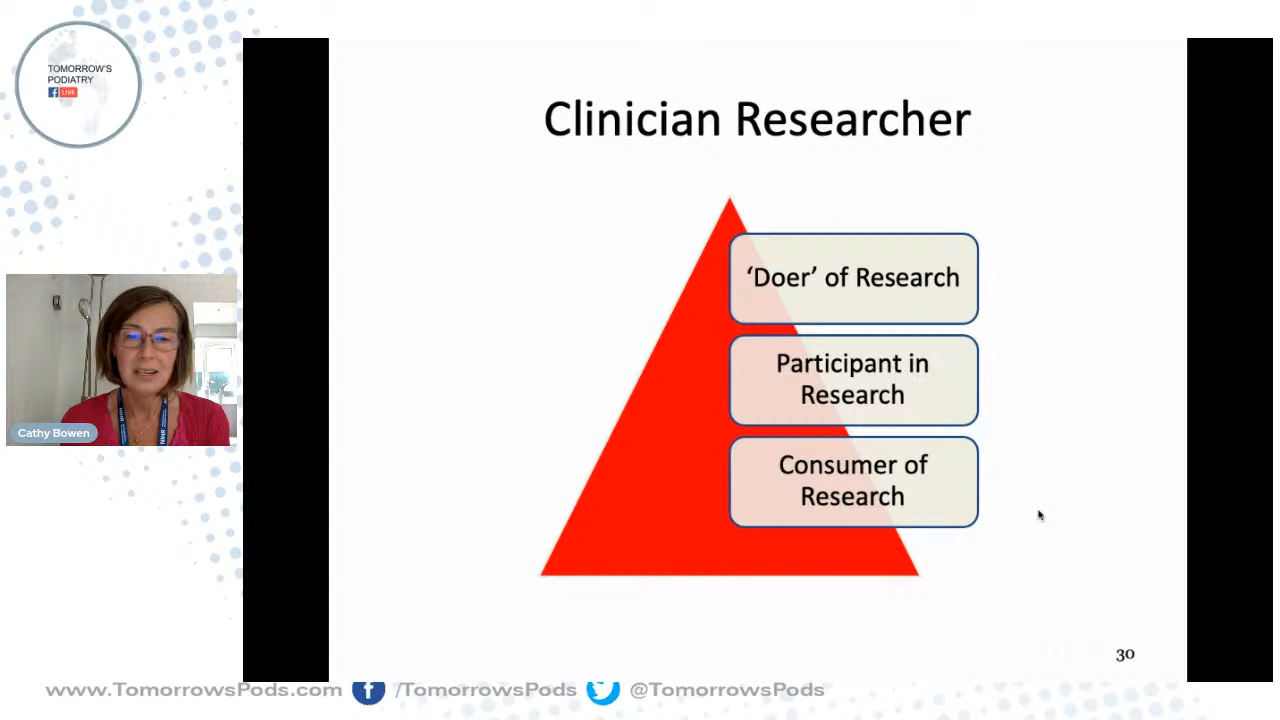 TOMORROW'S
PODIATRY
f LIVE
Clinician Researcher
‘Doer’ of Research
Participant in
Research
Consumer of
Research
NIHR
Cathy Bowen
30
www.TomorrowsPods.com
/TomorrowsPods
@TomorrowsPods